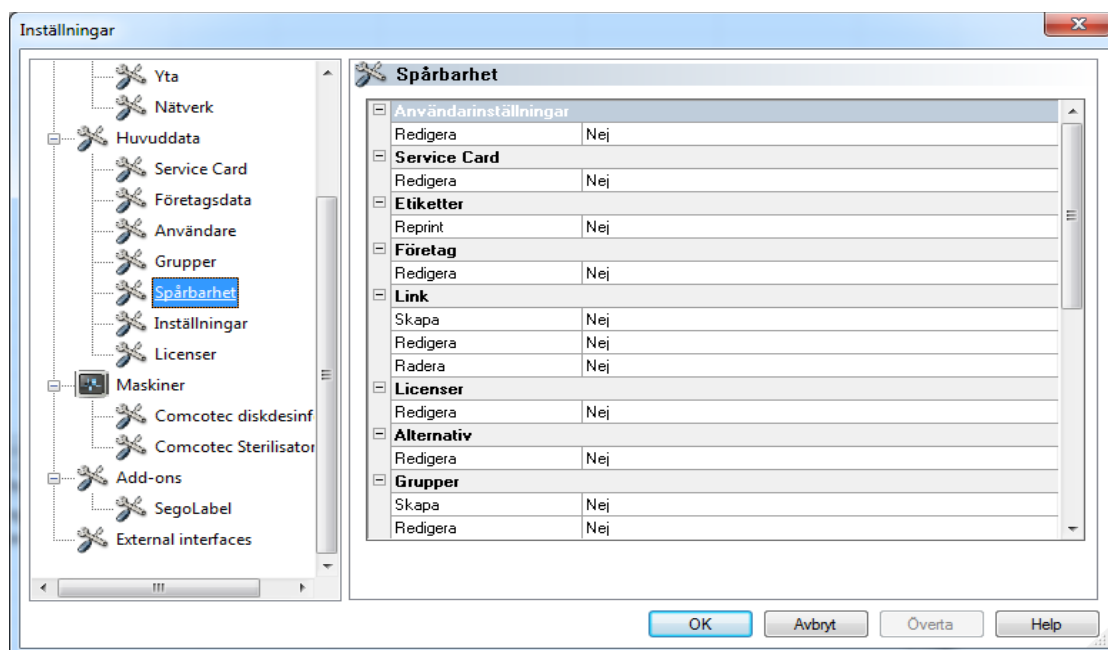 Inställningar
Yta
Nätverk
Huvuddata
Service Card
Företagsdata
Användare
Grupper
Spårbarhet
Inställningar
Licenser
Maskiner
Comcotec diskdesinf
Comcotec Sterilisator
Add-ons
SegoLabel
External interfaces
Spårbarhet
Användarinställningar
Redigera Nej
Service Card
Redigera Nej
Etiketter
Reprint Nej
Företag
Redigera Nej
Link
Skapa Nej
Redigera Nej
Radera Nej
Licenser
Redigera Nej
Alternativ
Redigera Nej
Grupper
Skapa Nej
Redigera Nej
OK Avbryt Överta Help